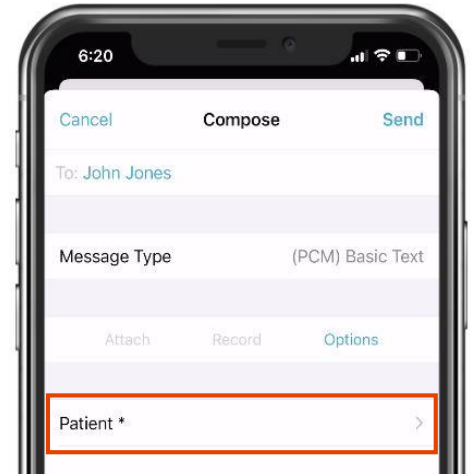 6:20
Cancel Compose Send
To: John Jones
Message Type (PCM) Basic Text
Attach Record Options
Patient *